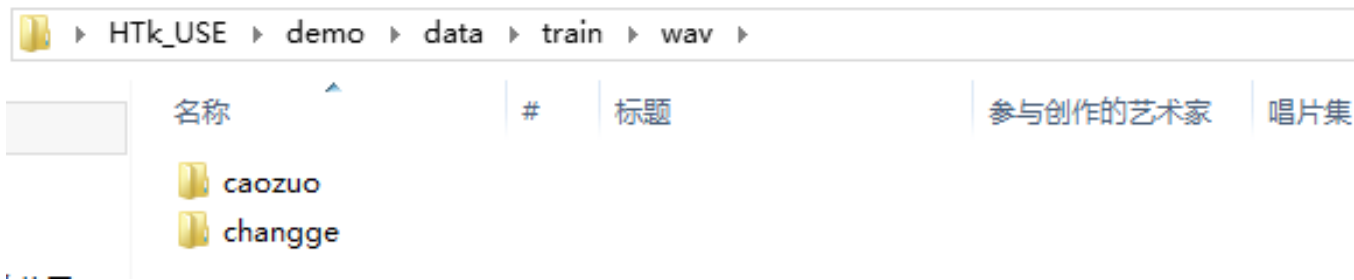 HTk_USE demo data train wav
名称 # 标题 参与创作的艺术家 唱片集
caozuo
changge